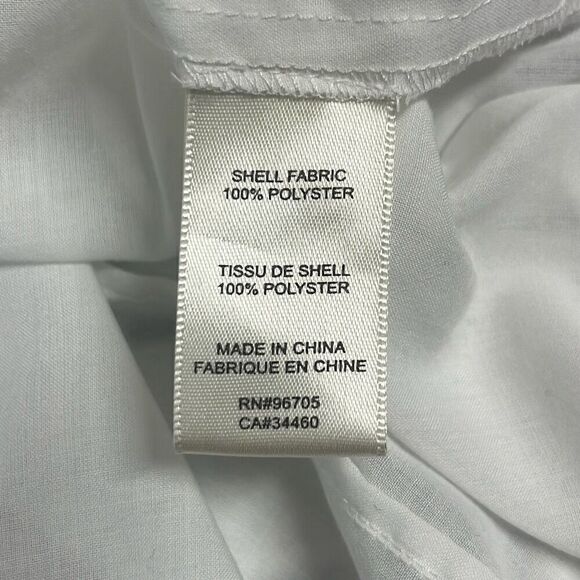 SHELL FABRIC
100% POLYSTER
TISSU DE SHELL
100% POLYSTER
MADE IN CHINA
FABRIQUE EN CHINE
RN#96705
CA#34460